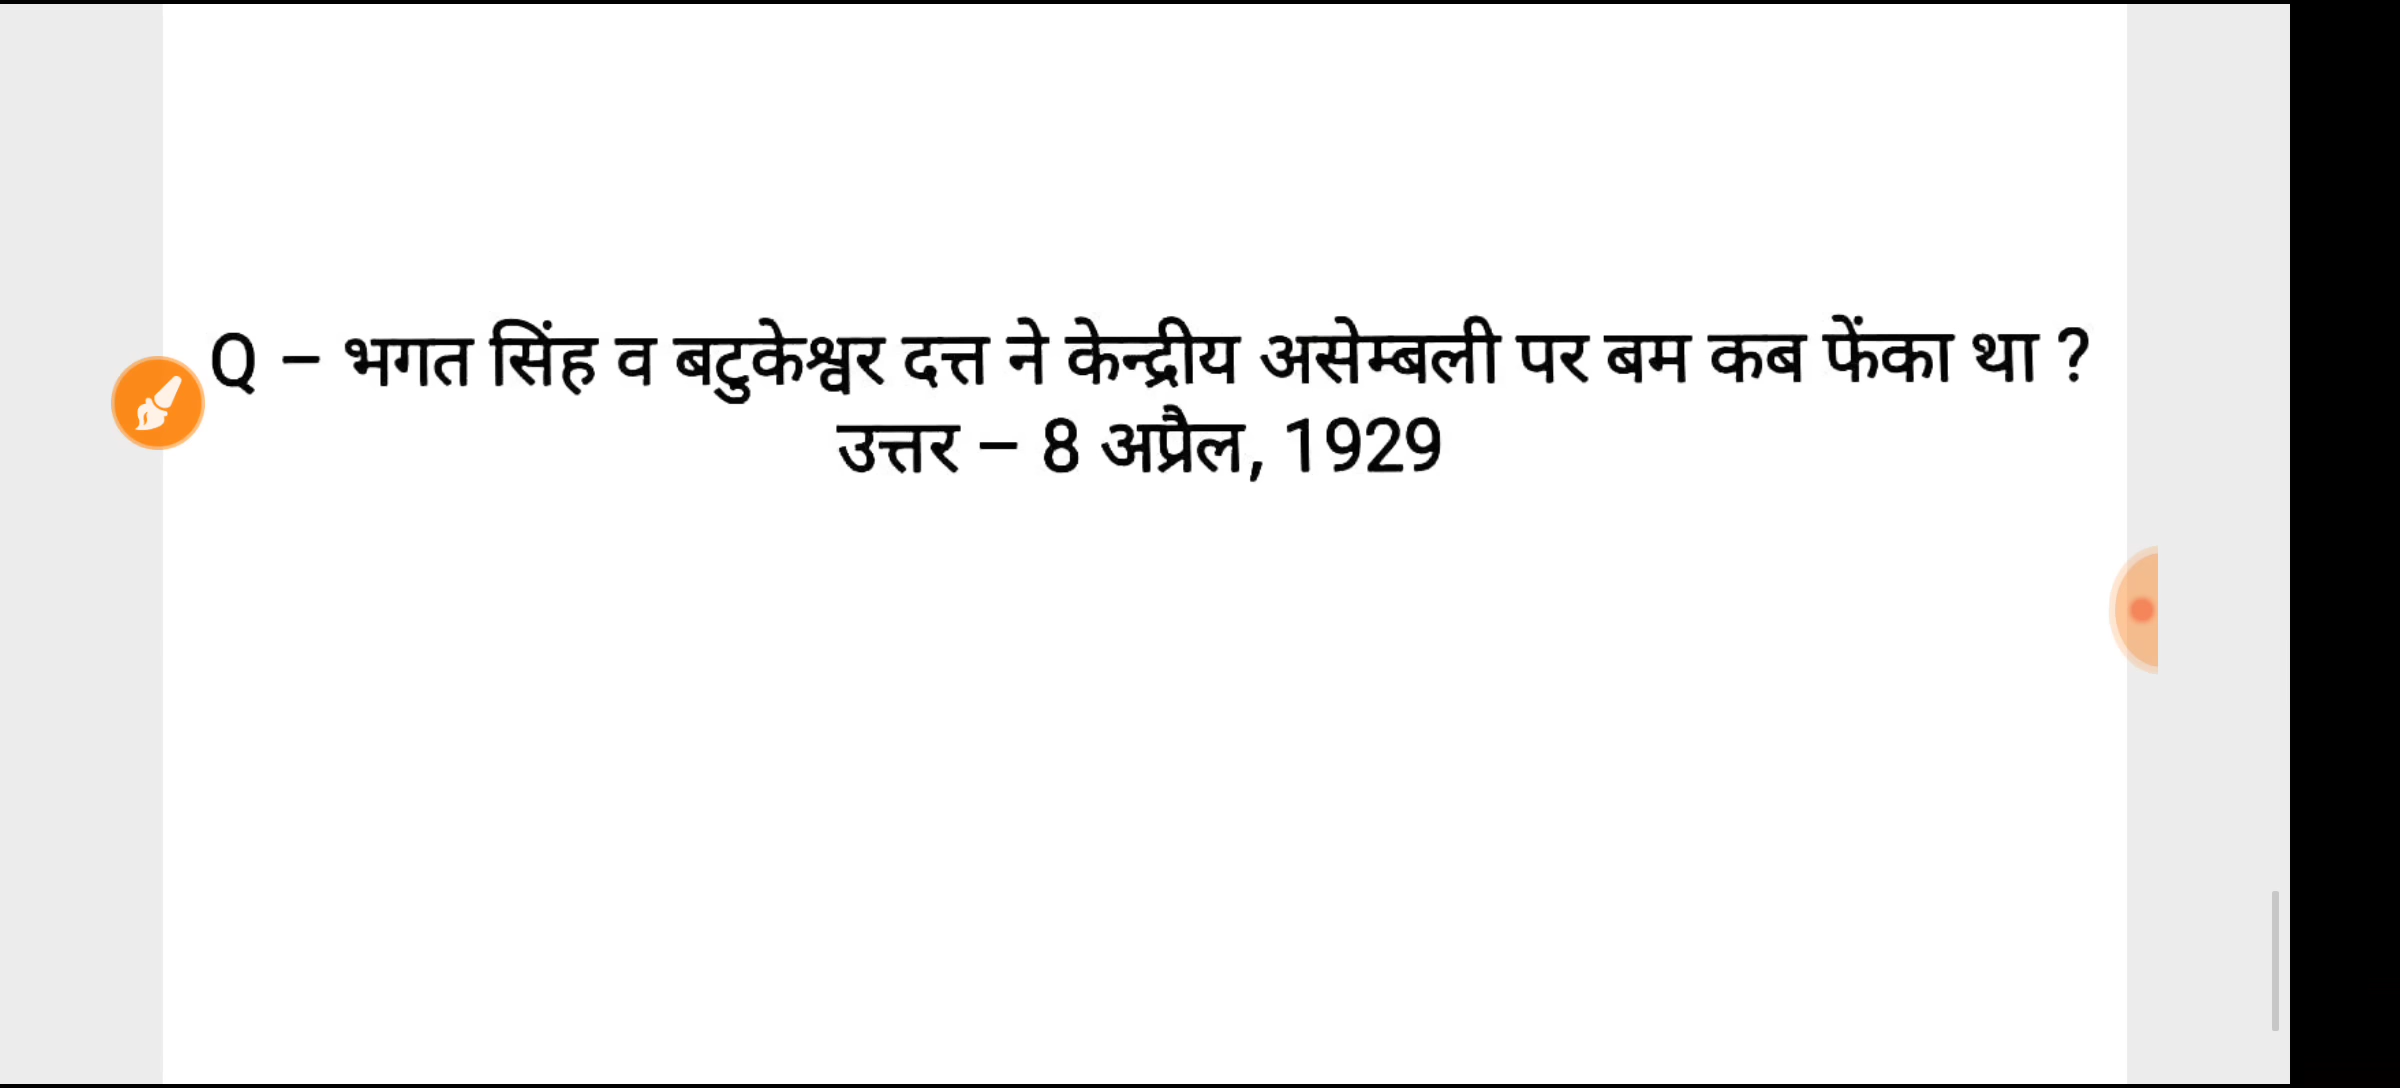 Q – भगत सिंह व बटुकेश्वर दत्त ने केन्द्रीय असेम्बली पर बम कब फेंका था ?
उत्तर – 8 अप्रैल, 1929